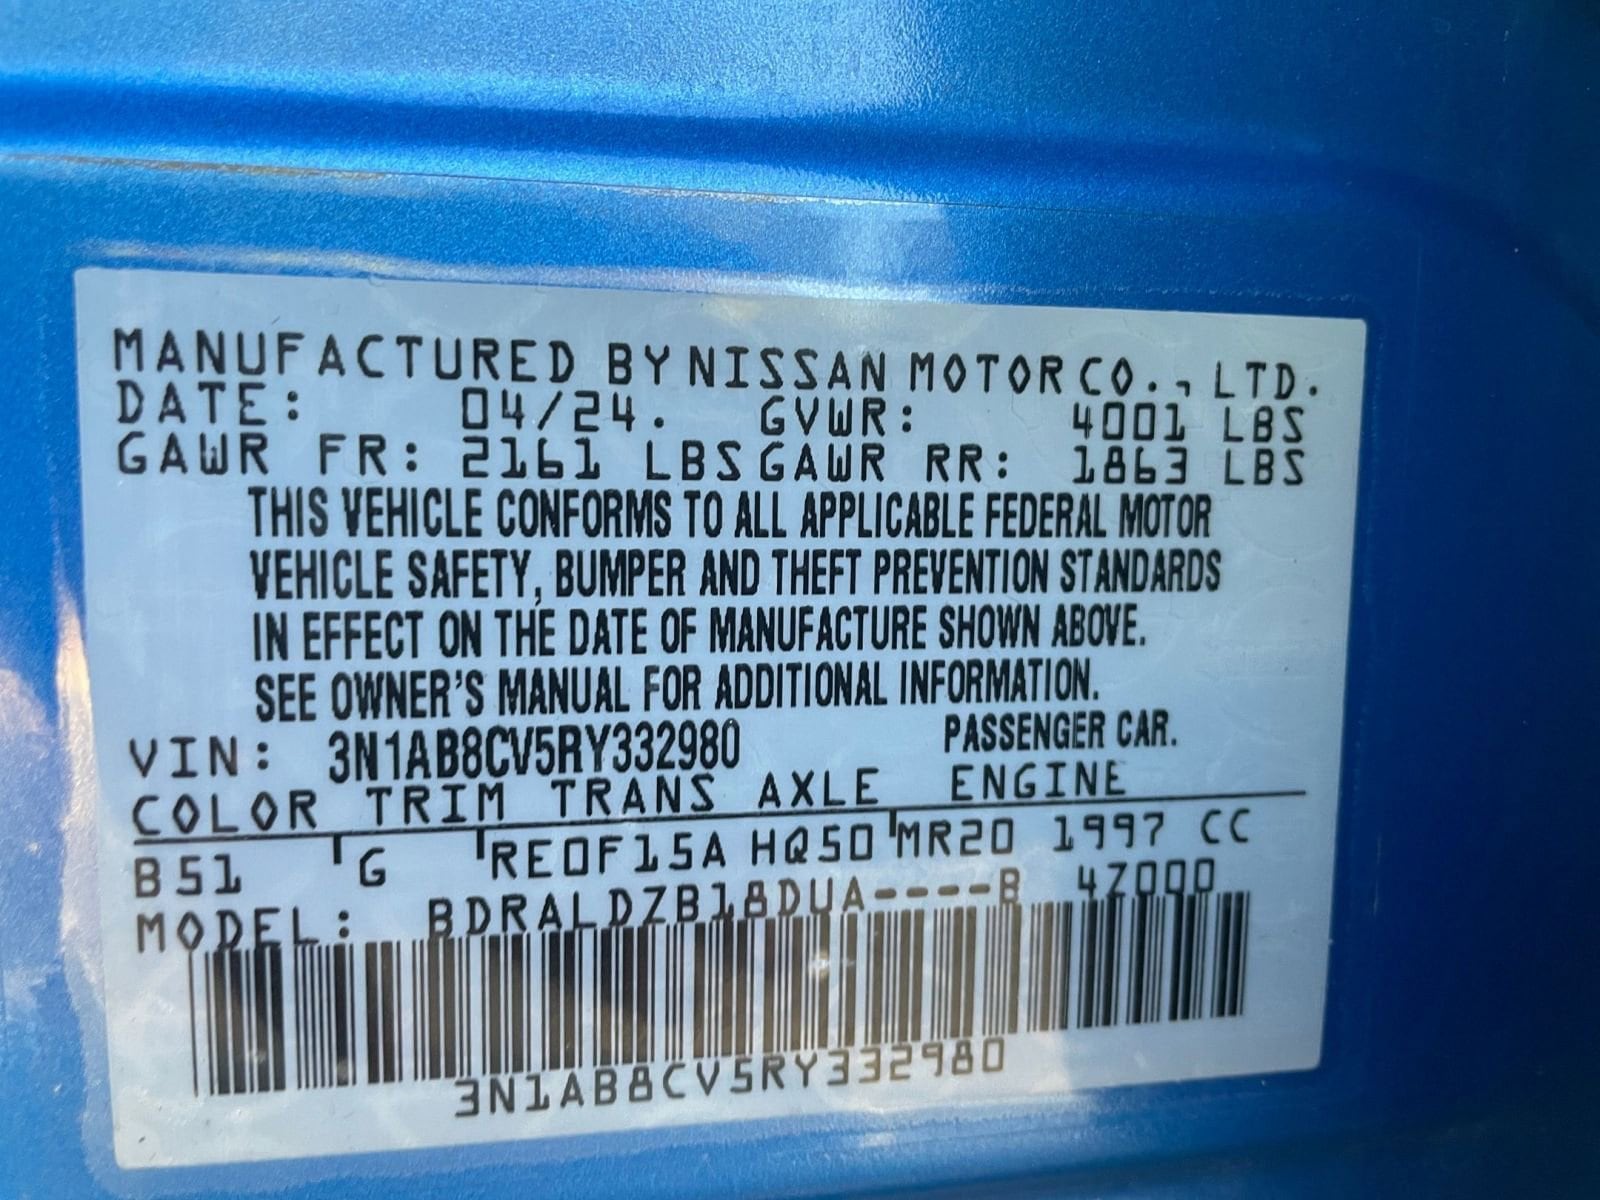 MANUFACTURED BY NISSAN MOTOR CO., LTD.
DATE: 04/24. GVWR: 4001 LBS
GAWR FR: 2161 LBS GAWR RR: 1863 LBS
THIS VEHICLE CONFORMS TO ALL APPLICABLE FEDERAL MOTOR
VEHICLE SAFETY, BUMPER AND THEFT PREVENTION STANDARDS
IN EFFECT ON THE DATE OF MANUFACTURE SHOWN ABOVE.
SEE OWNER'S MANUAL FOR ADDITIONAL INFORMATION.
VIN: 3N1AB8CV5RY332980 PASSENGER CAR.
COLOR TRIM TRANS AXLE ENGINE
B51 G RE0F15A HQ50 MR20 1997 CC
MODEL: BDRALDZB18DUA----B 4Z000
3N1AB8CV5RY332980